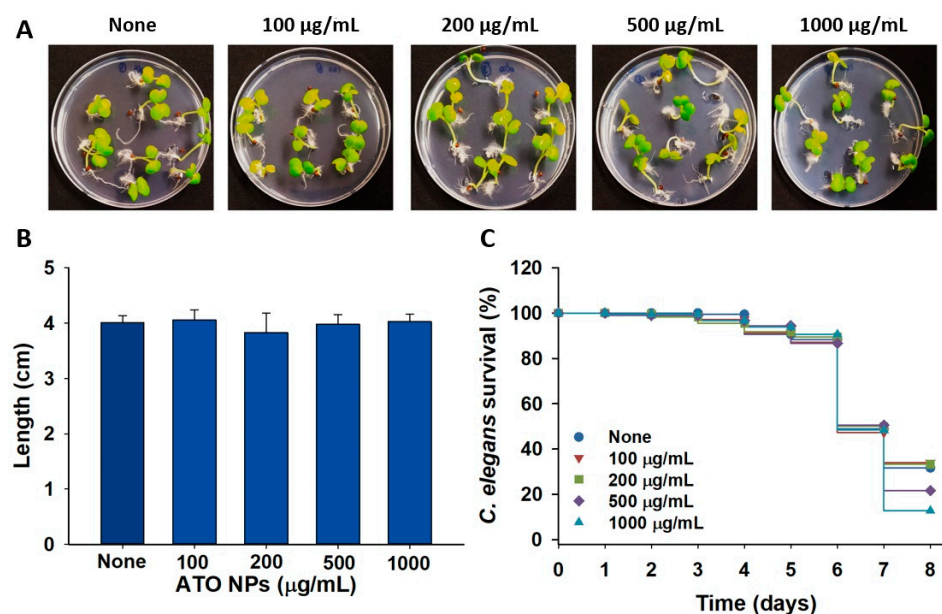 A
None
100 µg/mL
200 µg/mL
500 µg/mL
1000 µg/mL
B
5
4
3
2
1
0
Length (cm)
None
100
200
500
1000
ATO NPs (µg/mL)
C
120
100
80
60
40
20
0
C. elegans survival (%)
None
100 µg/mL
200 µg/mL
500 µg/mL
1000 µg/mL
0 1 2 3 4 5 6 7 8
Time (days)